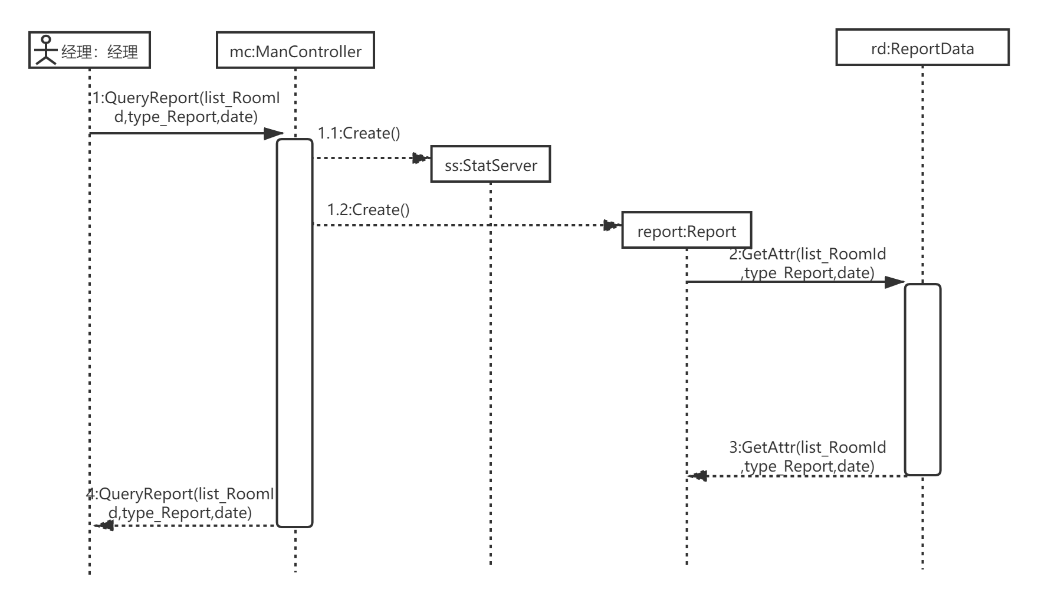 经理：经理
mc:ManController
rd:ReportData
1:QueryReport(list_RoomI
d,type_Report,date)
1.1:Create()
ss:StatServer
1.2:Create()
report:Report
2:GetAttr(list_RoomId
,type_Report,date)
3:GetAttr(list_RoomId
,type_Report,date)
4:QueryReport(list_RoomI
d,type_Report,date)